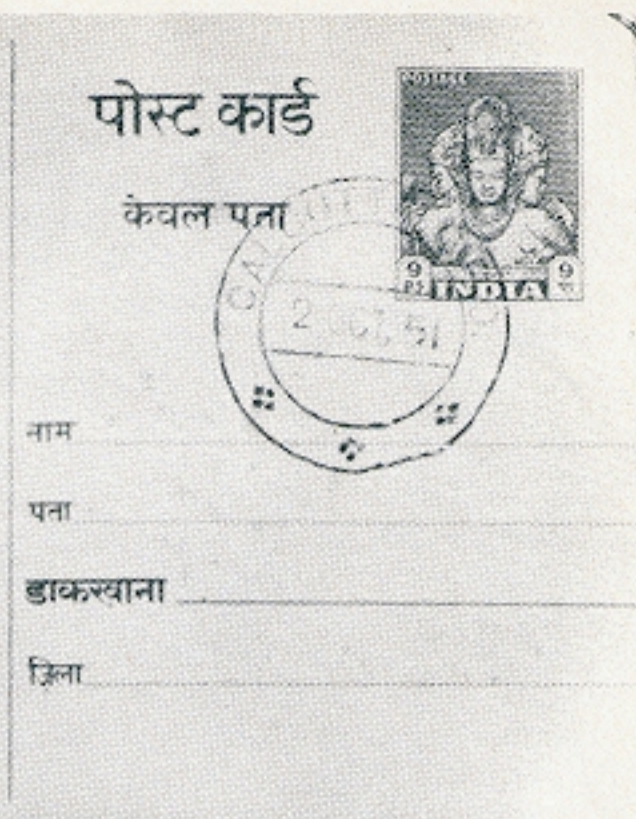 पोस्ट कार्ड
केवल पता
POSTAGE
9
9
PS
INDIA
2 OCT. 51
नाम
पता
डाकखाना
ज़िला